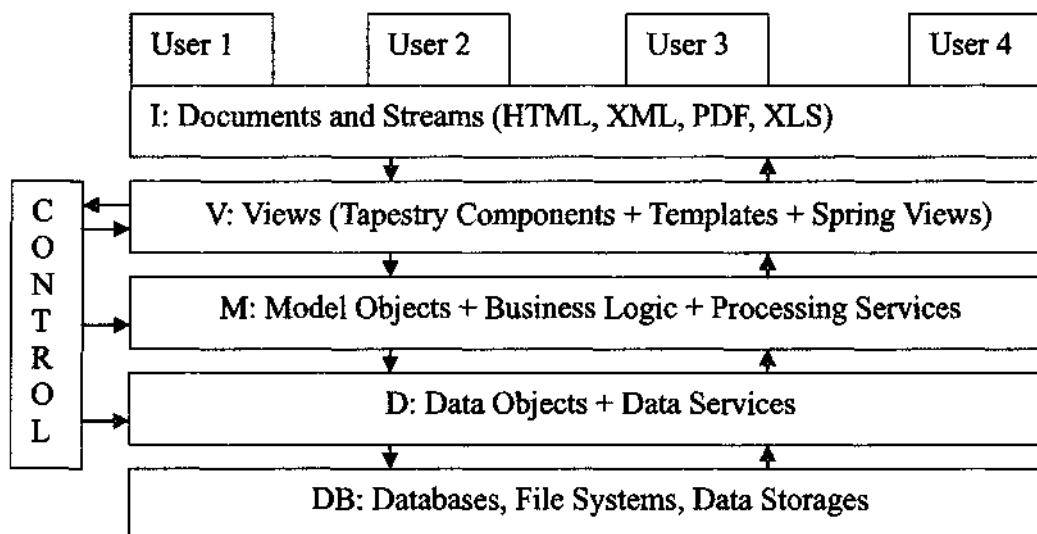 User 1
User 2
User 3
User 4
I: Documents and Streams (HTML, XML, PDF, XLS)
CONTROL
V: Views (Tapestry Components + Templates + Spring Views)
M: Model Objects + Business Logic + Processing Services
D: Data Objects + Data Services
DB: Databases, File Systems, Data Storages